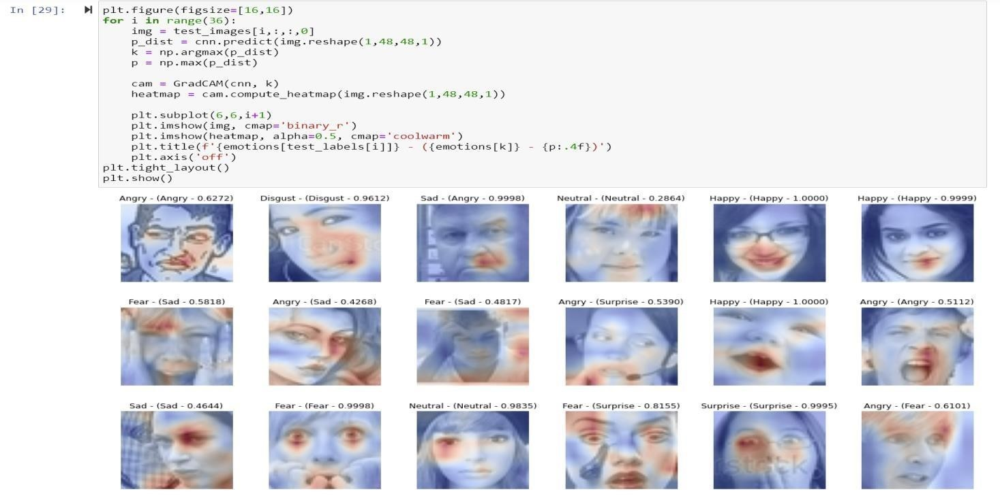 In [29]:
plt.figure(figsize=[16,16])
for i in range(36):
    img = test_images[i,:,:,0]
    p_dist = cnn.predict(img.reshape(1,48,48,1))
    k = np.argmax(p_dist)
    p = np.max(p_dist)
    cam = GradCAM(cnn, k)
    heatmap = cam.compute_heatmap(img.reshape(1,48,48,1))
    plt.subplot(6,6,i+1)
    plt.imshow(img, cmap='binary_r')
    plt.imshow(heatmap, alpha=0.5, cmap='coolwarm')
    plt.title(f'{emotions[test_labels[i]]} - ({emotions[k]} - {p:.4f})')
    plt.axis('off')
plt.tight_layout()
plt.show()
Angry - (Angry - 0.6272) Disgust - (Disgust - 0.9612) Sad - (Angry - 0.9998) Neutral - (Neutral - 0.2864) Happy - (Happy - 1.0000) Happy - (Happy - 0.9999)
Fear - (Sad - 0.5818) Angry - (Sad - 0.4268) Fear - (Sad - 0.4817) Angry - (Surprise - 0.5390) Happy - (Happy - 1.0000) Angry - (Angry - 0.5112)
Sad - (Sad - 0.4644) Fear - (Fear - 0.9998) Neutral - (Neutral - 0.9835) Fear - (Surprise - 0.8155) Surprise - (Surprise - 0.9995) Angry - (Fear - 0.6101)